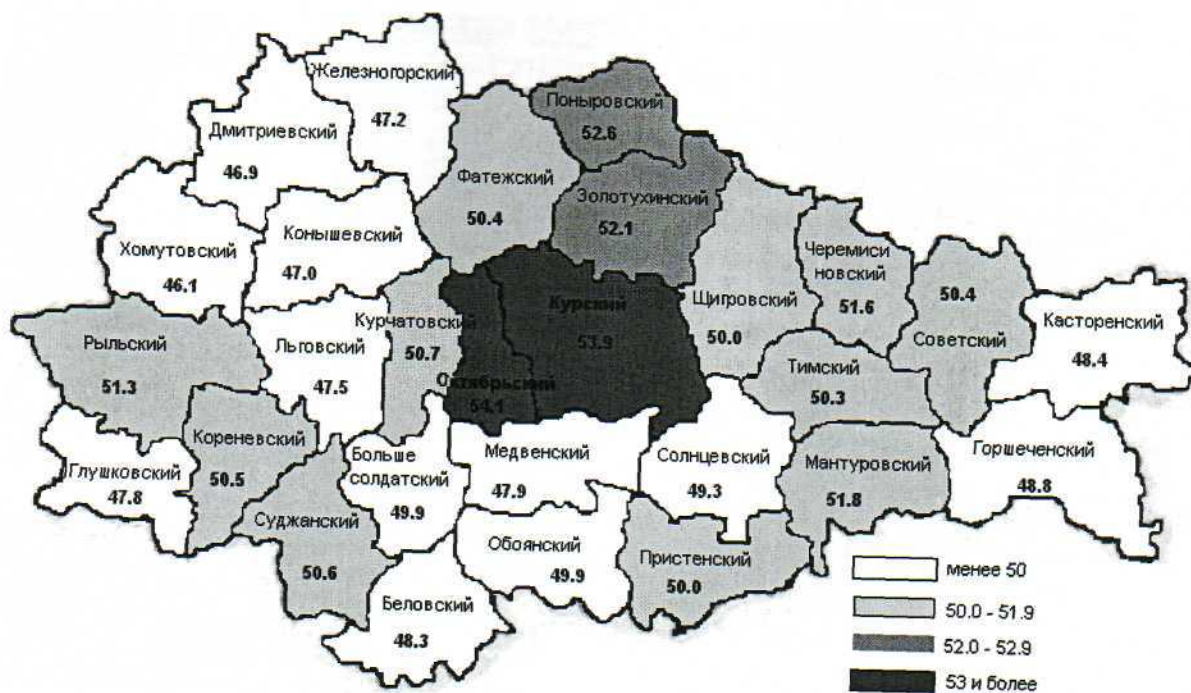 Железногорский
47.2
Дмитриевский
46.9
Поныровский
52.6
Фатежский
50.4
Золотухинский
52.1
Хомутовский
46.1
Конышевский
47.0
Черемиси
новский
51.6
Щигровский
50.0
50.4
Советский
Касторенский
48.4
Курский
53.9
Курчатовский
50.7
Октябрьский
54.1
Рыльский
51.3
Льговский
47.5
Тимский
50.3
Кореневский
50.5
Глушковский
47.8
Больше
солдатский
49.9
Медвенский
47.9
Солнцевский
49.3
Мантуровский
51.8
Горшеченский
48.8
Суджанский
50.6
Обоянский
49.9
Пристенский
50.0
Беловский
48.3
менее 50
50.0 - 51.9
52.0 - 52.9
53 и более